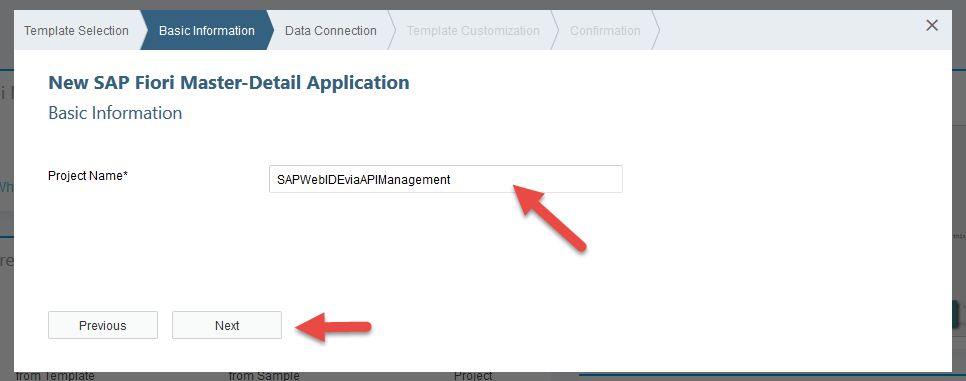 Template Selection Basic Information Data Connection Template Customization Confirmation
New SAP Fiori Master-Detail Application
Basic Information
Project Name* SAPWebIDEviaAPIManagement
Previous Next
from Template from Sample Project